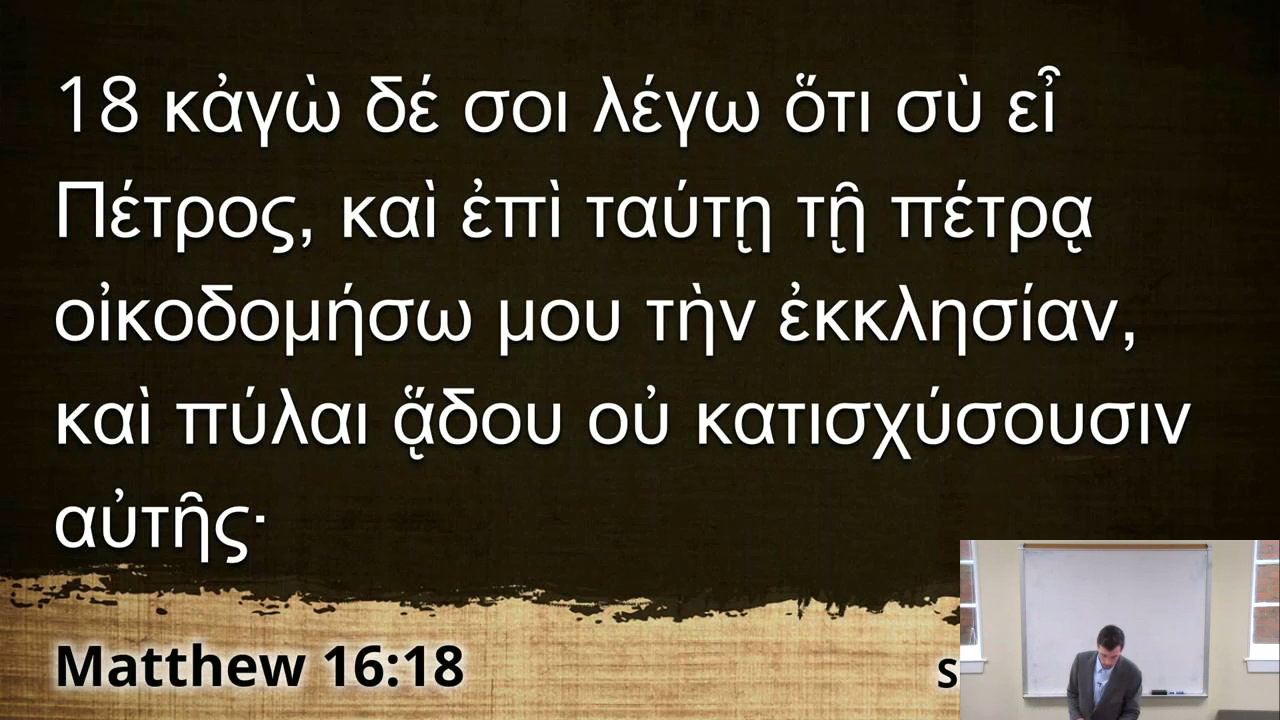 18 κἀγὼ δέ σοι λέγω ὅτι σὺ εἶ
Πέτρος, καὶ ἐπὶ ταύτῃ τῇ πέτρᾳ
οἰκοδομήσω μου τὴν ἐκκλησίαν,
καὶ πύλαι ᾅδου οὐ κατισχύσουσιν
αὐτῆς·
Matthew 16:18